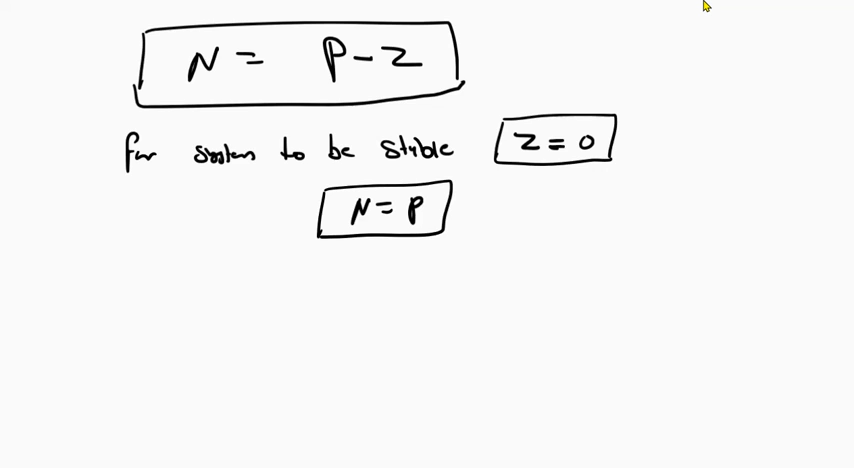 N = P - Z
for system to be stable Z = 0
N = P